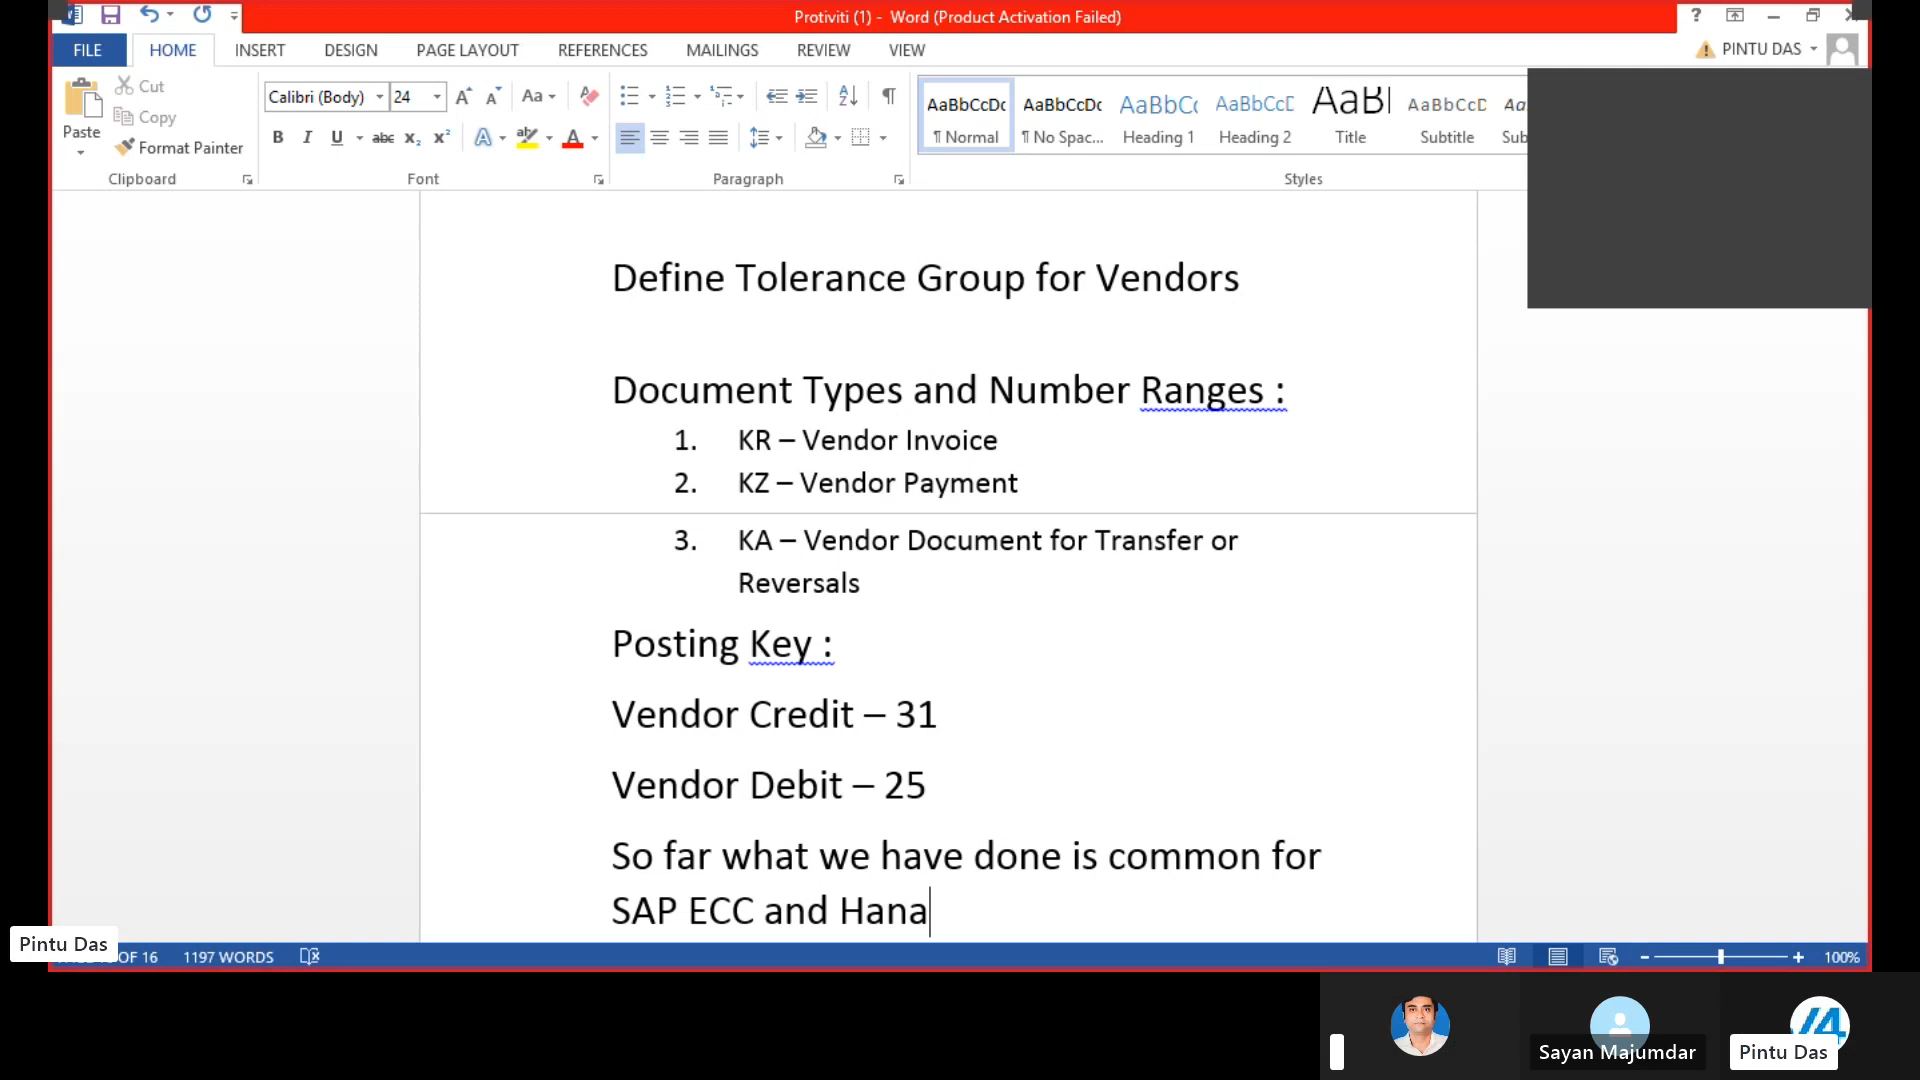 Protiviti (1) - Word (Product Activation Failed)
FILE HOME INSERT DESIGN PAGE LAYOUT REFERENCES MAILINGS REVIEW VIEW PINTU DAS
Paste Cut Copy Format Painter
Clipboard
Calibri (Body) 24 Aa
B I U abc
Font
Paragraph
AaBbCcDc AaBbCcDc AaBbCc AaBbCcD AaBl AaBbCcD Aa
¶ Normal ¶ No Spac... Heading 1 Heading 2 Title Subtitle Sub
Styles
Define Tolerance Group for Vendors
Document Types and Number Ranges :
1. KR – Vendor Invoice
2. KZ – Vendor Payment
3. KA – Vendor Document for Transfer or
Reversals
Posting Key :
Vendor Credit – 31
Vendor Debit – 25
So far what we have done is common for
SAP ECC and Hana
Pintu Das
OF 16 1197 WORDS 100%
Sayan Majumdar
Pintu Das